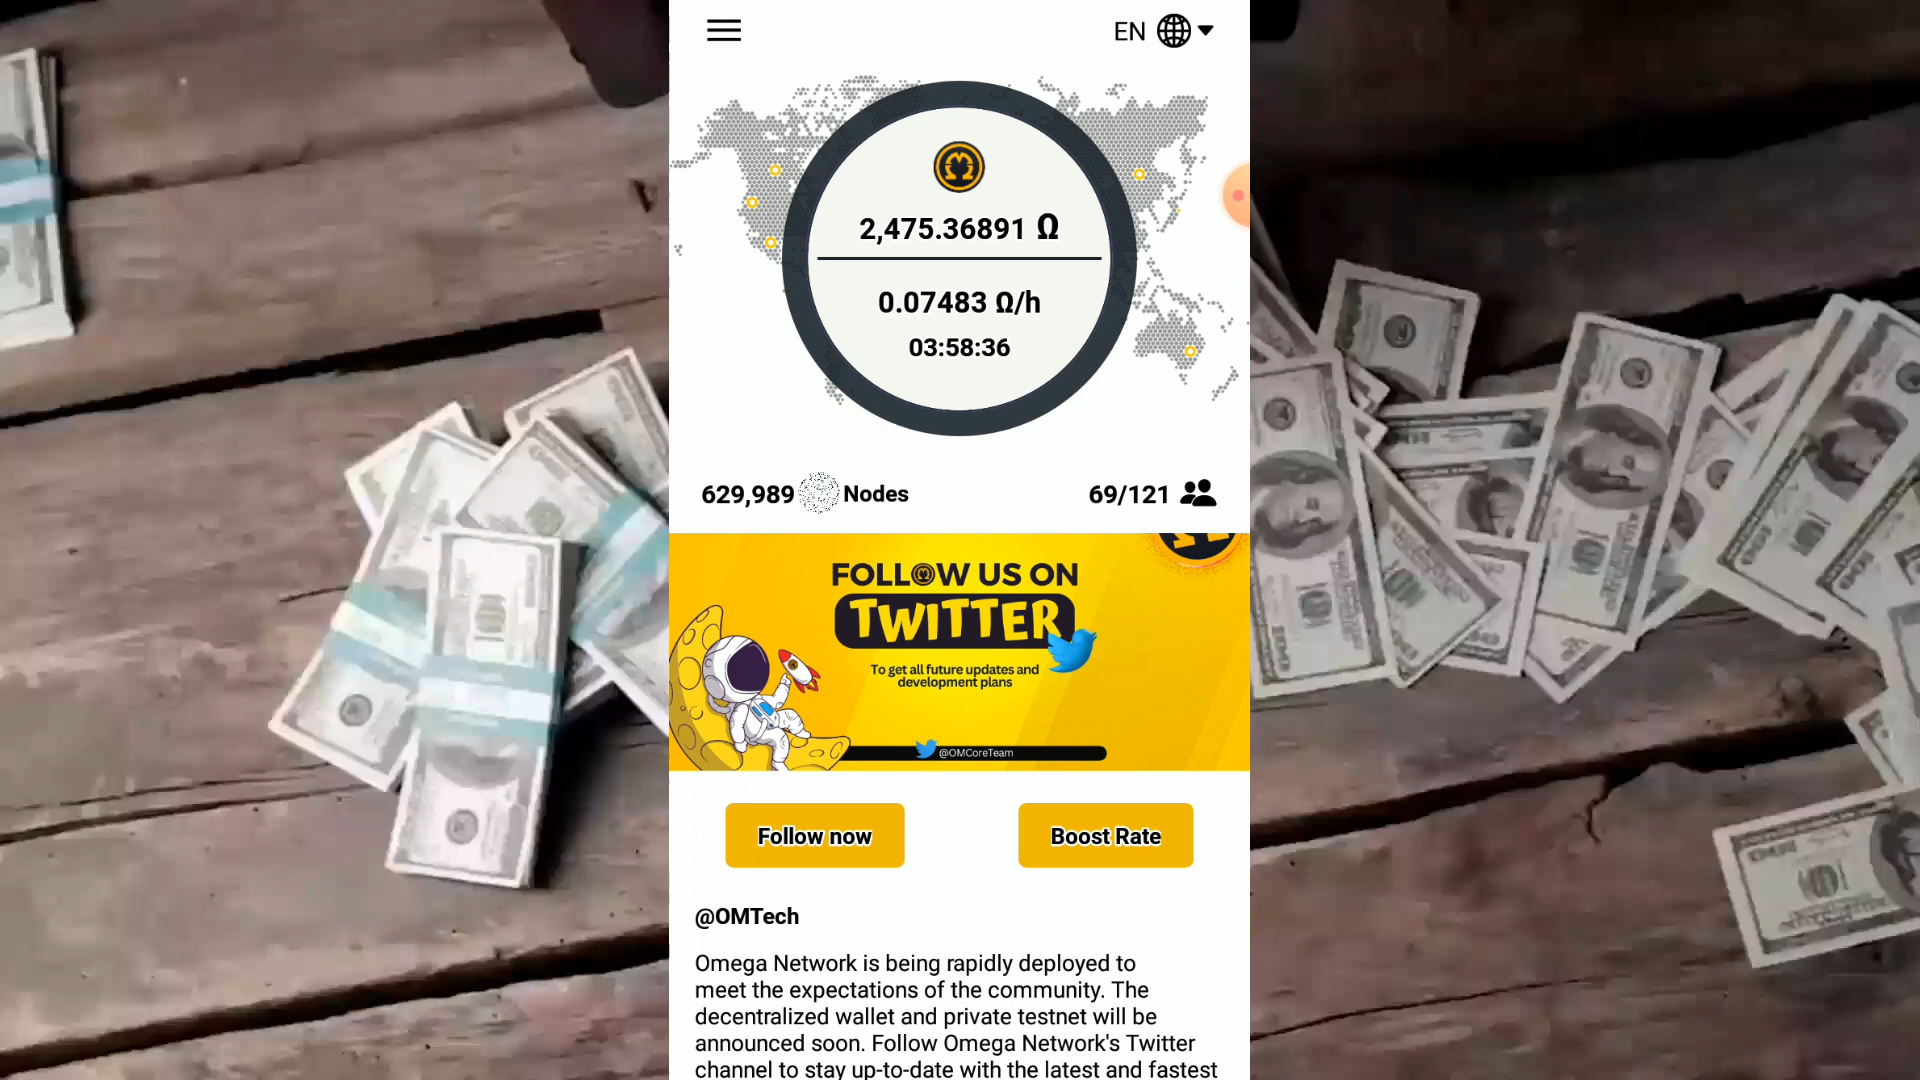 EN
2,475.36891 Ω
0.07483 Ω/h
03:58:36
629,989 Nodes
69/121
FOLLOW US ON
TWITTER
To get all future updates and
development plans
@OMCoreTeam
Follow now
Boost Rate
@OMTech
Omega Network is being rapidly deployed to
meet the expectations of the community. The
decentralized wallet and private testnet will be
announced soon. Follow Omega Network's Twitter
channel to stay up-to-date with the latest and fastest